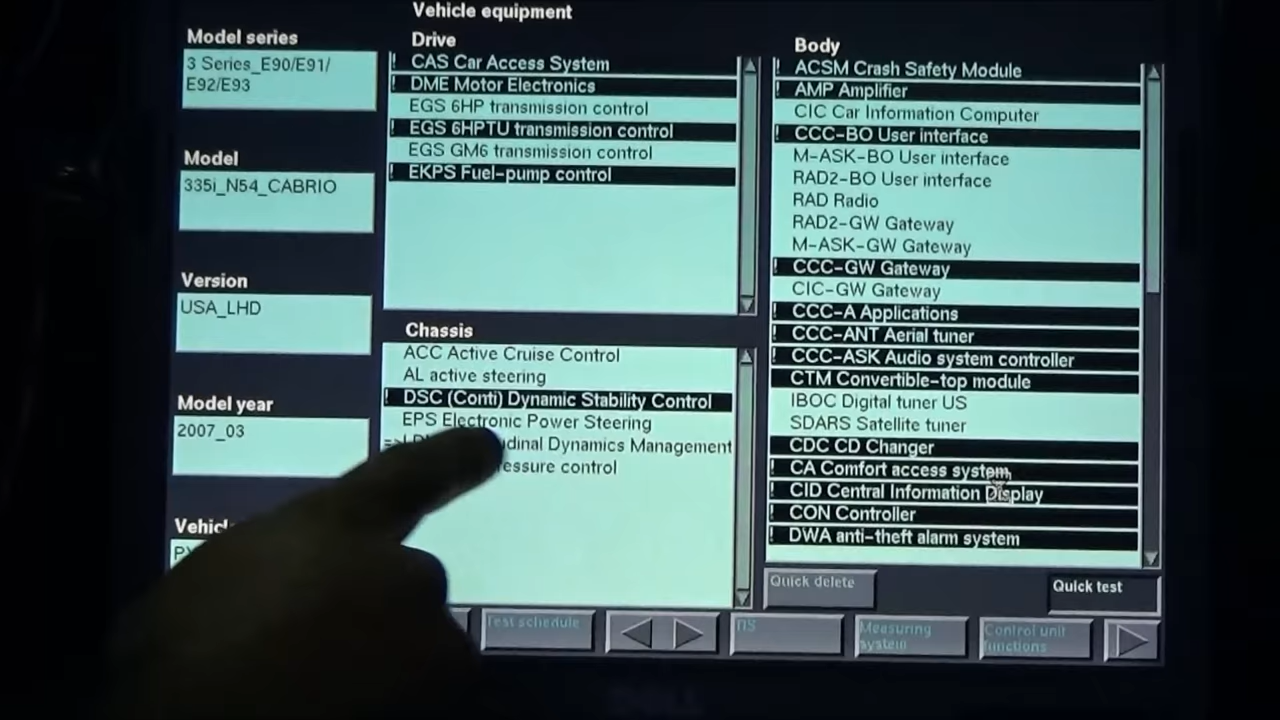 Vehicle equipment
Model series
3 Series_E90/E91/
E92/E93
Model
335i_N54_CABRIO
Version
USA_LHD
Model year
2007_03
Drive
! CAS Car Access System
! DME Motor Electronics
EGS 6HP transmission control
! EGS 6HPTU transmission control
EGS GM6 transmission control
! EKPS Fuel-pump control
Chassis
ACC Active Cruise Control
AL active steering
! DSC (Conti) Dynamic Stability Control
EPS Electronic Power Steering
Dynamics Management
control
Body
! ACSM Crash Safety Module
! AMP Amplifier
CIC Car Information Computer
! CCC-BO User interface
M-ASK-BO User interface
RAD2-BO User interface
RAD Radio
RAD2-GW Gateway
M-ASK-GW Gateway
! CCC-GW Gateway
CIC-GW Gateway
! CCC-A Applications
! CCC-ANT Aerial tuner
! CCC-ASK Audio system controller
! CTM Convertible-top module
IBOC Digital tuner US
SDARS Satellite tuner
! CDC CD Changer
! CA Comfort access system
! CID Central Information Display
! CON Controller
! DWA anti-theft alarm system
Quick delete
Quick test
Test schedule
Measuring
system
Control unit
functions